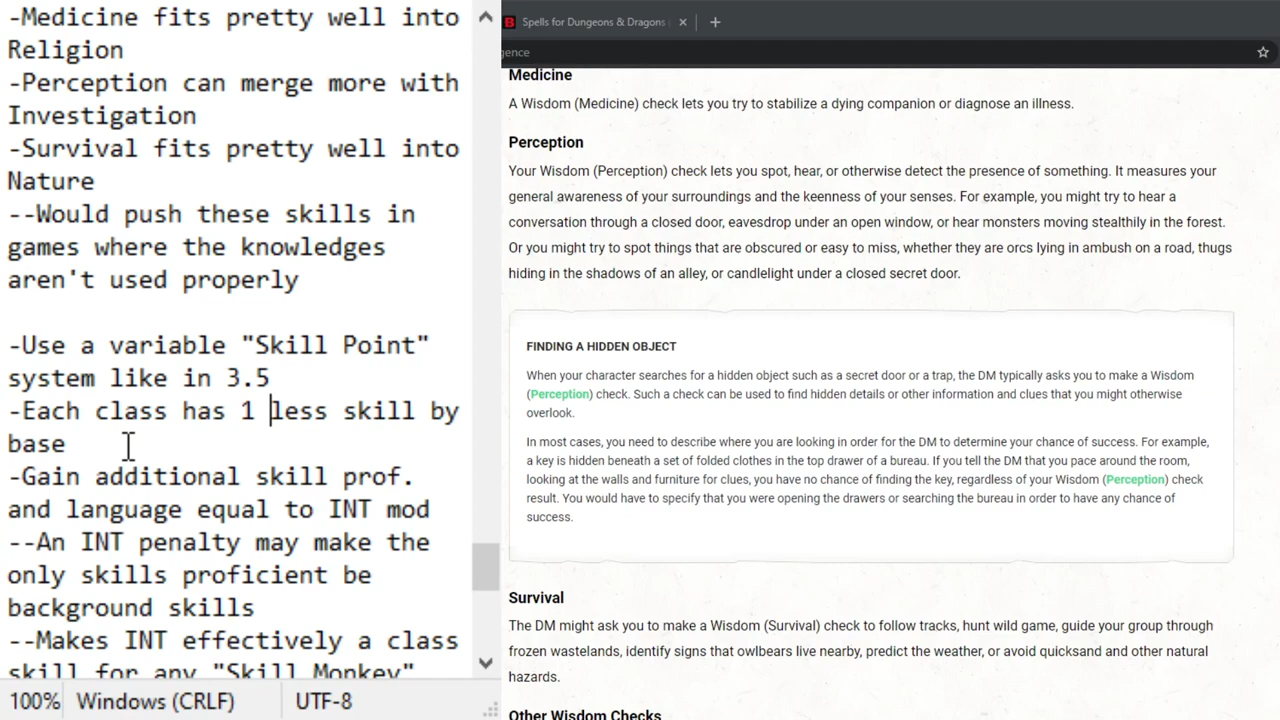 -Medicine fits pretty well into
Religion
-Perception can merge more with
Investigation
-Survival fits pretty well into
Nature
--Would push these skills in
games where the knowledges
aren't used properly
-Use a variable "Skill Point"
system like in 3.5
-Each class has 1 less skill by
base
-Gain additional skill prof.
and language equal to INT mod
--An INT penalty may make the
only skills proficient be
background skills
--Makes INT effectively a class
skill for any "Skill Monkey"
100%
Windows (CRLF)
UTF-8
B
Spells for Dungeons & Dragons
gence
Medicine
A Wisdom (Medicine) check lets you try to stabilize a dying companion or diagnose an illness.
Perception
Your Wisdom (Perception) check lets you spot, hear, or otherwise detect the presence of something. It measures your
general awareness of your surroundings and the keenness of your senses. For example, you might try to hear a
conversation through a closed door, eavesdrop under an open window, or hear monsters moving stealthily in the forest.
Or you might try to spot things that are obscured or easy to miss, whether they are orcs lying in ambush on a road, thugs
hiding in the shadows of an alley, or candlelight under a closed secret door.
FINDING A HIDDEN OBJECT
When your character searches for a hidden object such as a secret door or a trap, the DM typically asks you to make a Wisdom
(Perception) check. Such a check can be used to find hidden details or other information and clues that you might otherwise
overlook.
In most cases, you need to describe where you are looking in order for the DM to determine your chance of success. For example,
a key is hidden beneath a set of folded clothes in the top drawer of a bureau. If you tell the DM that you pace around the room,
looking at the walls and furniture for clues, you have no chance of finding the key, regardless of your Wisdom (Perception) check
result. You would have to specify that you were opening the drawers or searching the bureau in order to have any chance of
success.
Survival
The DM might ask you to make a Wisdom (Survival) check to follow tracks, hunt wild game, guide your group through
frozen wastelands, identify signs that owlbears live nearby, predict the weather, or avoid quicksand and other natural
hazards.
Other Wisdom Checks